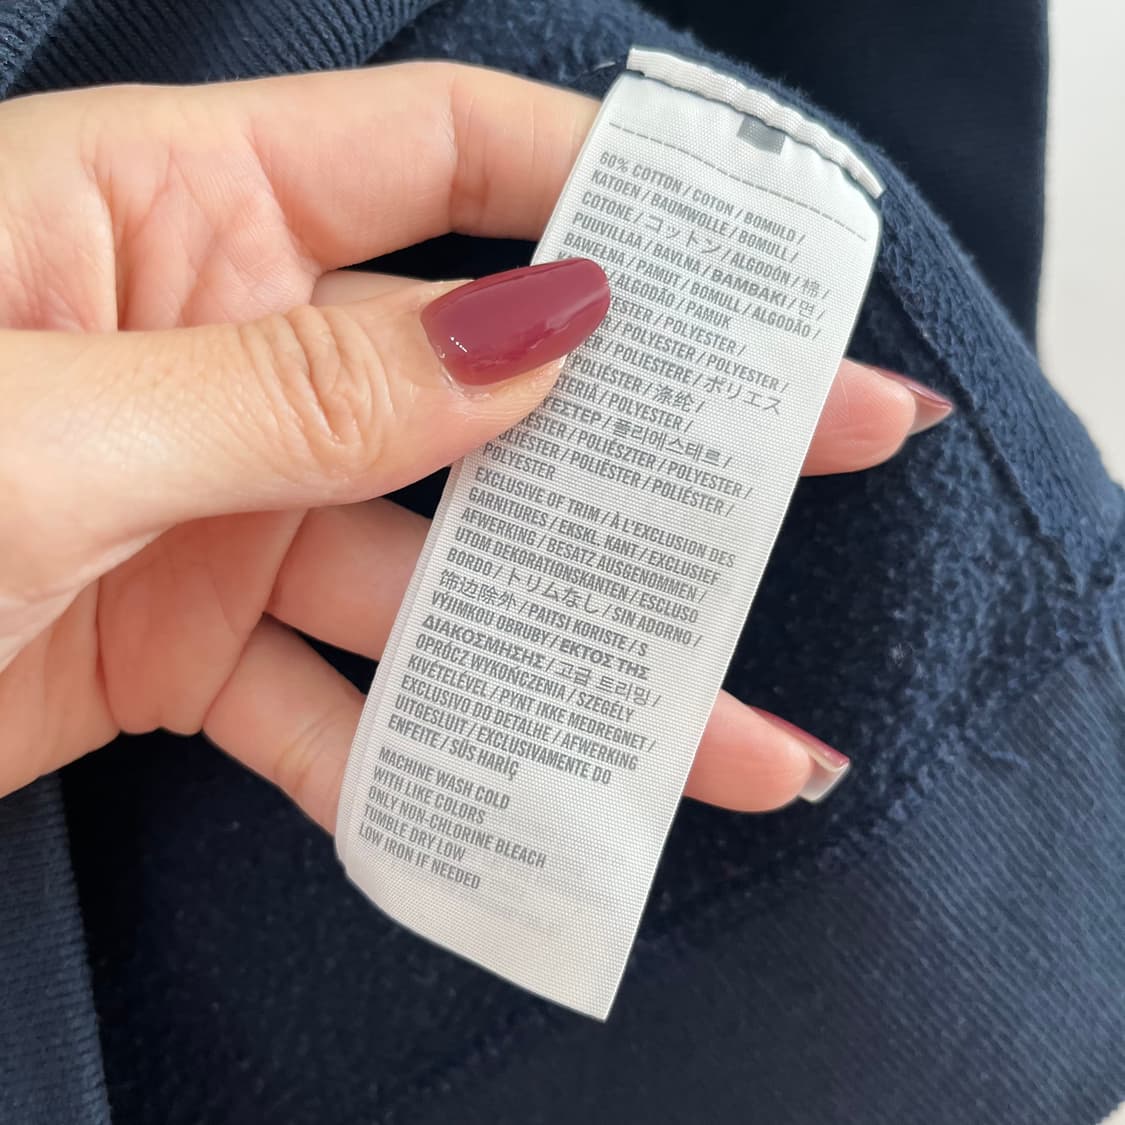 60% COTTON / COTON / BOMULD /
KATOEN / BAUMWOLLE / BOMULL /
COTONE / コットン / ALGODÓN / 棉 /
PUUVILLAA / BAVLNA / ΒΑΜΒΑΚΙ / 면 /
BAWEŁNA / PAMUT / BOMULL / ALGODÃO /
ALGODÃO / PAMUK
POLYESTER /
POLYESTER / POLYESTER /
POLIESTERE / ポリエス
POLIÉSTER / 涤纶 /
POLYESTER /
폴리에스테르 /
POLIÉSZTER / POLYESTER /
POLIÉSTER / POLIÉSTER /
POLYESTER
EXCLUSIVE OF TRIM / À L'EXCLUSION DES
GARNITURES / EKSKL. KANT / EXCLUSIEF
AFWERKING / BESATZ AUSGENOMMEN /
UTOM DEKORATIONSKANTEN / ESCLUSO
BORDO / トリムなし / SIN ADORNO /
饰边除外 / PAITSI KORISTE / S
VÝJIMKOU OBRUBY / ΕΚΤΟΣ ΤΗΣ
ΔΙΑΚΟΣΜΗΣΗΣ / 고급 트리밍 /
OPRÓCZ WYKOŃCZENIA / SZEGÉLY
KIVÉTELÉVEL / PYNT IKKE MEDREGNET /
EXCLUSIVO DO DETALHE / AFWERKING
UITGESLUIT / EXCLUSIVAMENTE DO
ENFEITE / SÜS HARİÇ
MACHINE WASH COLD
WITH LIKE COLORS
ONLY NON-CHLORINE BLEACH
TUMBLE DRY LOW
LOW IRON IF NEEDED